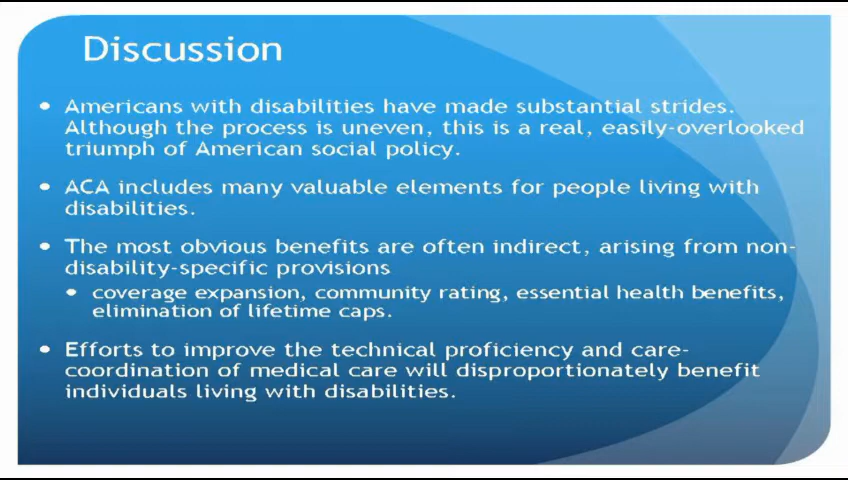 Discussion
• Americans with disabilities have made substantial strides.
Although the process is uneven, this is a real, easily-overlooked
triumph of American social policy.
• ACA includes many valuable elements for people living with
disabilities.
• The most obvious benefits are often indirect, arising from non-
disability-specific provisions
• coverage expansion, community rating, essential health benefits,
elimination of lifetime caps.
• Efforts to improve the technical proficiency and care-
coordination of medical care will disproportionately benefit
individuals living with disabilities.